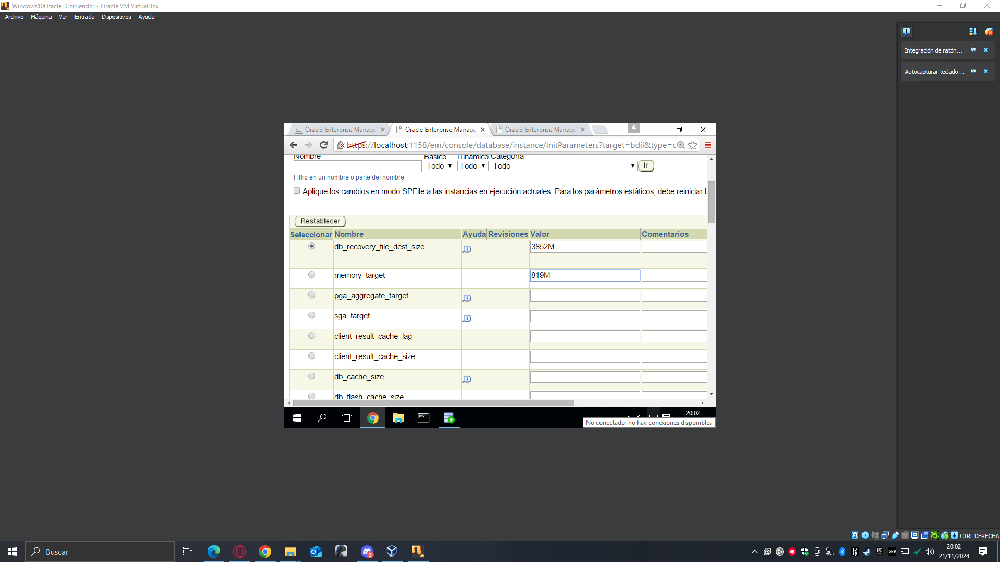 Windows10Oracle [Corriendo] - Oracle VM VirtualBox
Archivo Máquina Ver Entrada Dispositivos Ayuda
Integración de ratón...
Autocapturar teclado...
Oracle Enterprise Manage Oracle Enterprise Manage Oracle Enterprise Manage
https://localhost:1158/em/console/database/instance/initParameters?target=bdii&type=c
Nombre Básico Dinámico Categoría
Todo Todo Todo Ir
Filtro en un nombre o parte del nombre
Aplique los cambios en modo SPFile a las instancias en ejecución actuales. Para los parámetros estáticos, debe reiniciar la
Restablecer
Seleccionar Nombre Ayuda Revisiones Valor Comentarios
db_recovery_file_dest_size 3852M
memory_target 819M
pga_aggregate_target
sga_target
client_result_cache_lag
client_result_cache_size
db_cache_size
db_flash_cache_size
20:02
No conectado: no hay conexiones disponibles
CTRL DERECHA
Buscar
3
20:02
21/11/2024